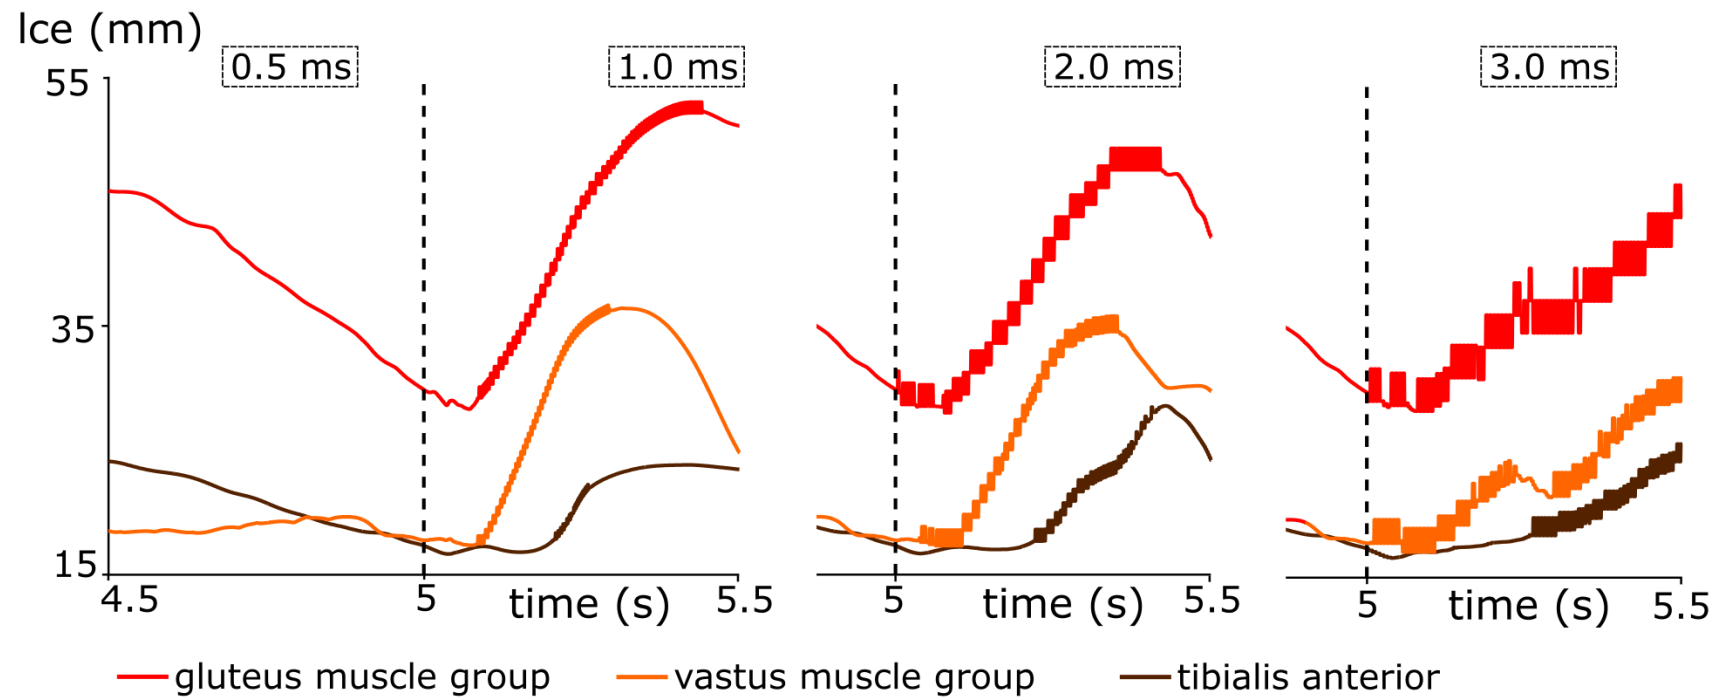 lce (mm)
0.5 ms 1.0 ms 2.0 ms 3.0 ms
55
35
15
4.5 5 time (s) 5.5 5 time (s) 5.5 5 time (s) 5.5
gluteus muscle group vastus muscle group tibialis anterior